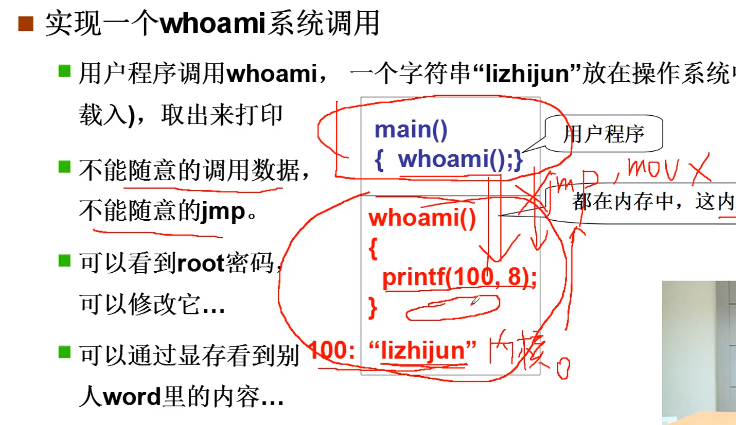 实现一个whoami系统调用
用户程序调用whoami， 一个字符串“lizhijun”放在操作系统中
载入)，取出来打印
main()
{ whoami();}
用户程序
不能随意的调用数据，
不能随意的jmp。
jmp , mov
都在内存中，这内
whoami()
{
printf(100, 8);
}
可以看到root密码，
可以修改它…
100: “lizhijun”
内核
0
可以通过显存看到别
人word里的内容…